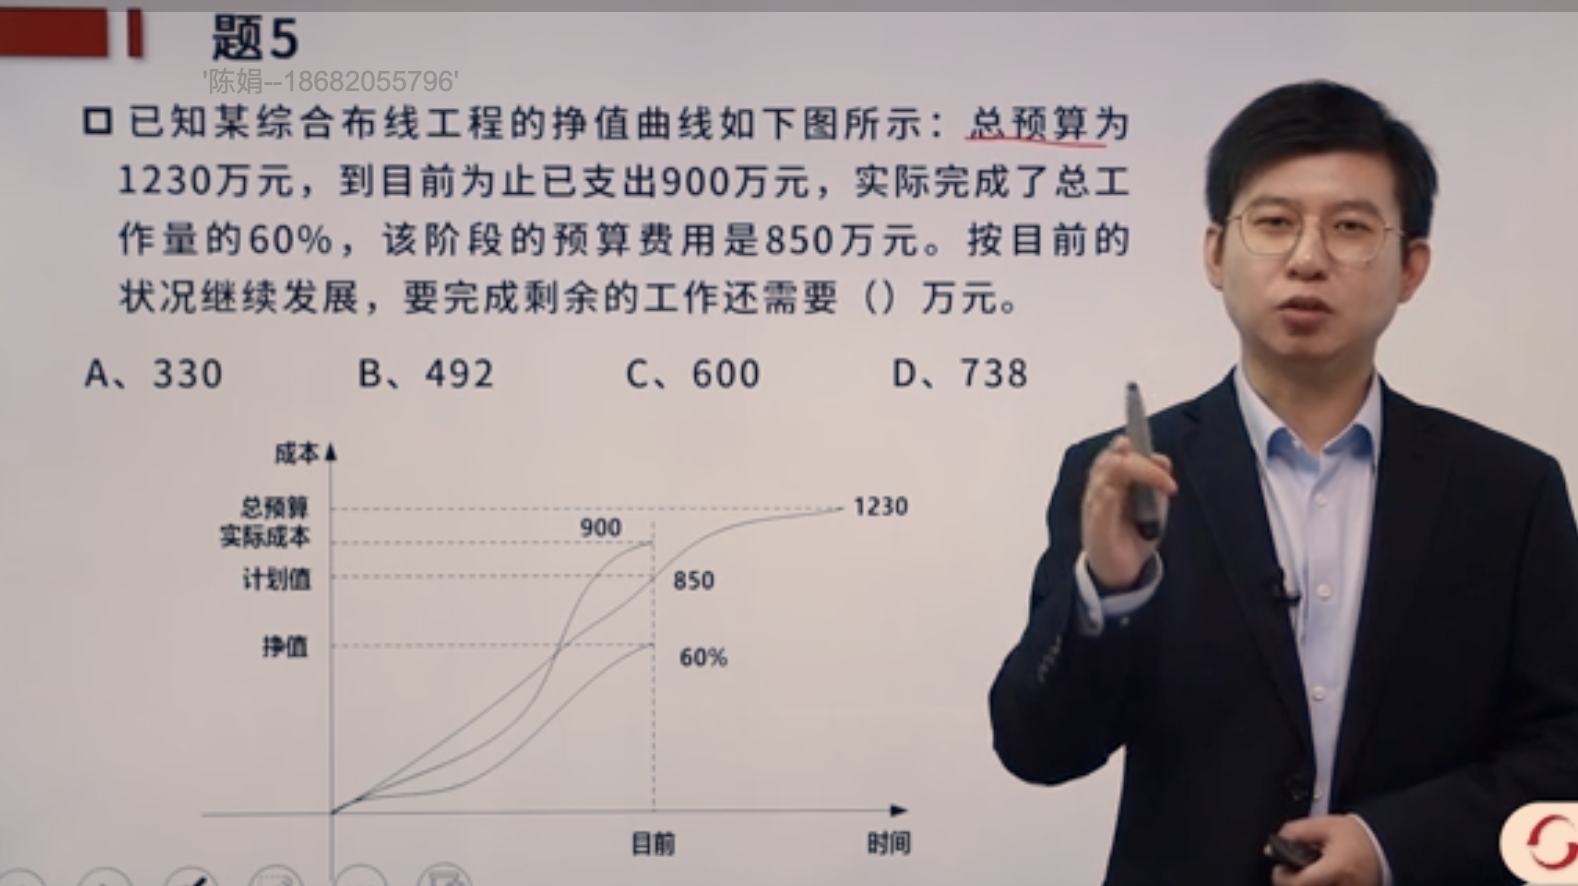 题5
'陈娟--18682055796'
已知某综合布线工程的挣值曲线如下图所示：总预算为
1230万元，到目前为止已支出900万元，实际完成了总工
作量的60%，该阶段的预算费用是850万元。按目前的
状况继续发展，要完成剩余的工作还需要（）万元。
A、330 B、492 C、600 D、738
成本
总预算
1230
实际成本
900
计划值
850
挣值
60%
目前
时间